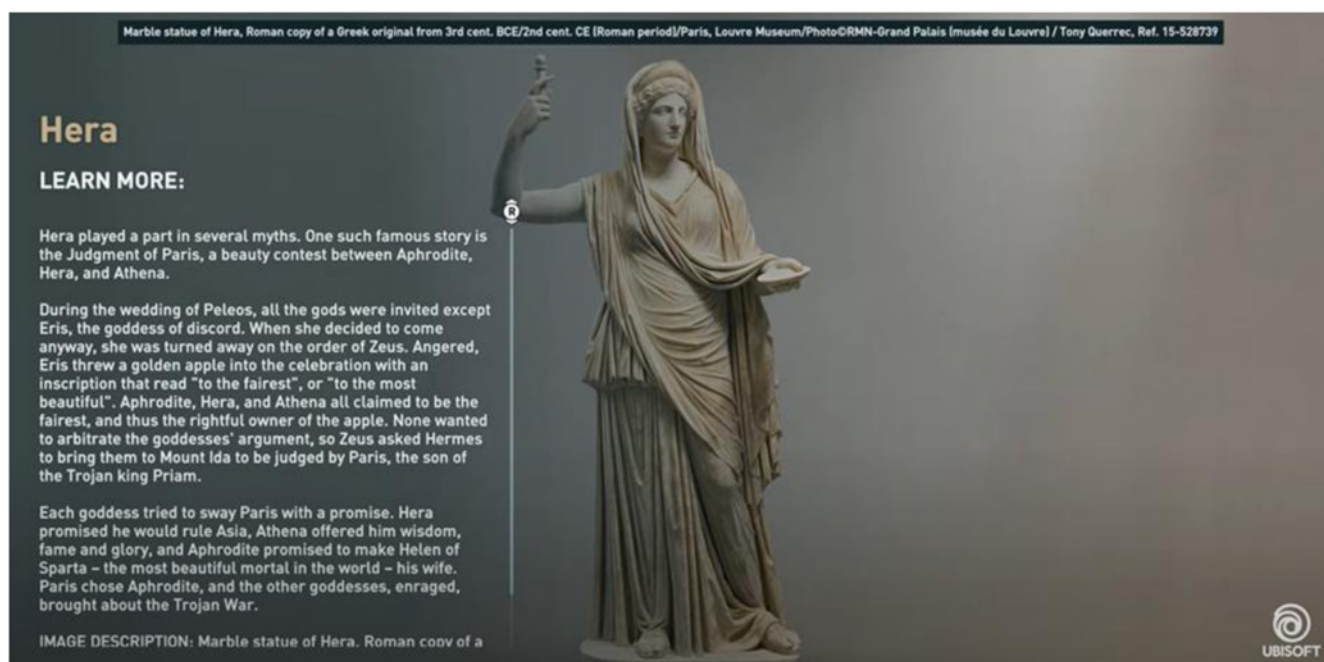 Marble statue of Hera, Roman copy of a Greek original from 3rd cent. BCE/2nd cent. CE (Roman period)/Paris, Louvre Museum/Photo©RMN-Grand Palais (musée du Louvre) / Tony Querrec, Ref. 15-528739
Hera
LEARN MORE:
Hera played a part in several myths. One such famous story is
the Judgment of Paris, a beauty contest between Aphrodite,
Hera, and Athena.
During the wedding of Peleos, all the gods were invited except
Eris, the goddess of discord. When she decided to come
anyway, she was turned away on the order of Zeus. Angered,
Eris threw a golden apple into the celebration with an
inscription that read "to the fairest", or "to the most
beautiful". Aphrodite, Hera, and Athena all claimed to be the
fairest, and thus the rightful owner of the apple. None wanted
to arbitrate the goddesses' argument, so Zeus asked Hermes
to bring them to Mount Ida to be judged by Paris, the son of
the Trojan king Priam.
Each goddess tried to sway Paris with a promise. Hera
promised he would rule Asia, Athena offered him wisdom,
fame and glory, and Aphrodite promised to make Helen of
Sparta – the most beautiful mortal in the world – his wife.
Paris chose Aphrodite, and the other goddesses, enraged,
brought about the Trojan War.
IMAGE DESCRIPTION: Marble statue of Hera. Roman copy of a
R
UBISOFT